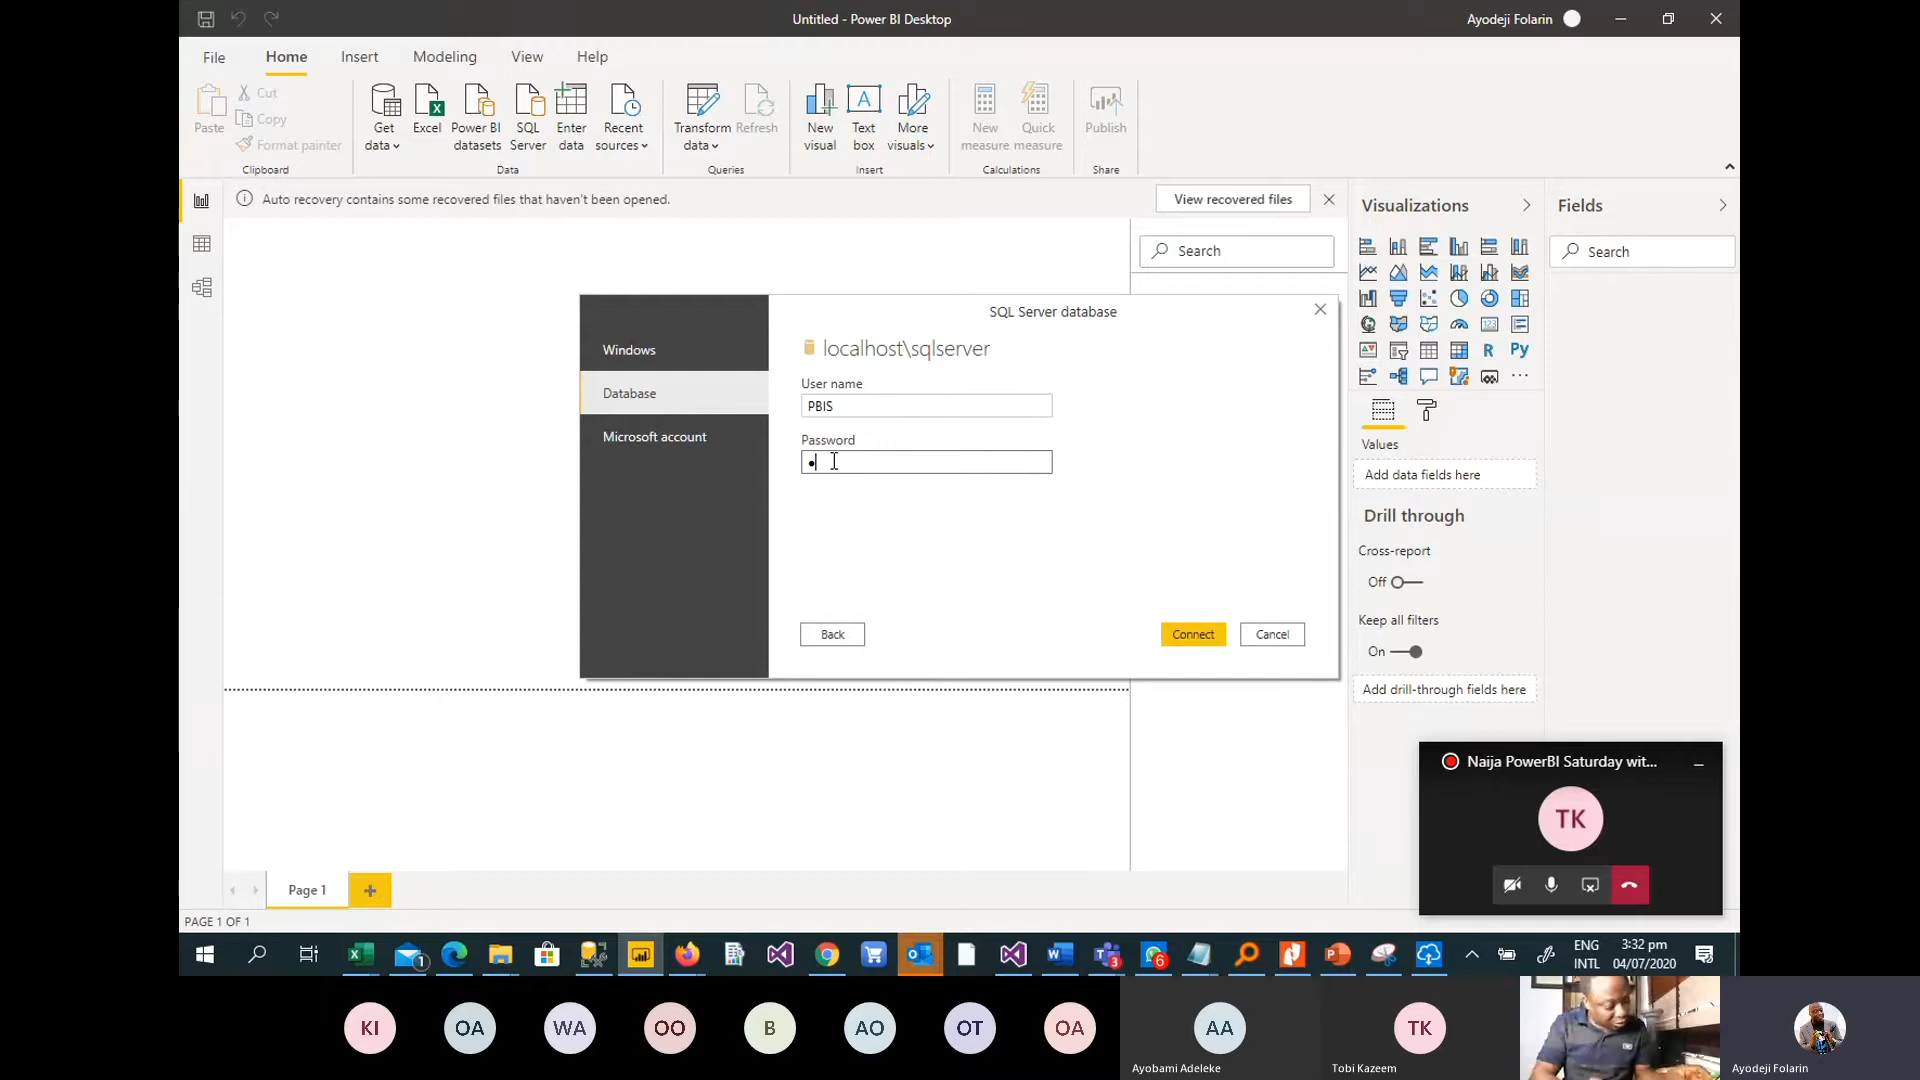 Untitled - Power BI Desktop
Ayodeji Folarin
File
Home
Insert
Modeling
View
Help
Paste
Cut
Copy
Format painter
Clipboard
Get data
Excel
Power BI datasets
SQL Server
Enter data
Recent sources
Data
Transform data
Refresh
Queries
New visual
Text box
More visuals
Insert
New measure
Quick measure
Calculations
Publish
Share
Auto recovery contains some recovered files that haven't been opened.
View recovered files
Search
Visualizations
Fields
Search
R
Py
Values
Add data fields here
Drill through
Cross-report
Off
Keep all filters
On
Add drill-through fields here
SQL Server database
Windows
Database
Microsoft account
localhost\sqlserver
User name
PBIS
Password
Back
Connect
Cancel
Naija PowerBI Saturday wit...
TK
Page 1
PAGE 1 OF 1
1
3
6
ENG
INTL
3:32 pm
04/07/2020
KI
OA
WA
OO
B
AO
OT
OA
AA
Ayobami Adeleke
TK
Tobi Kazeem
Ayodeji Folarin